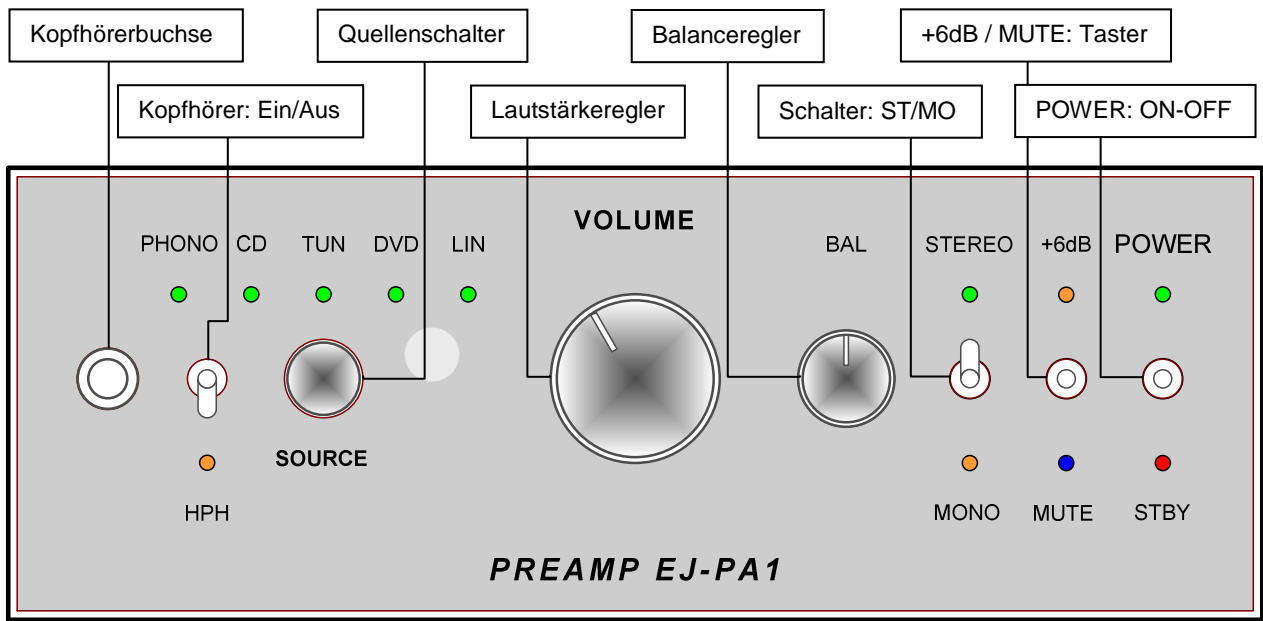 Kopfhörerbuchse
Quellenschalter
Balanceregler
+6dB / MUTE: Taster
Kopfhörer: Ein/Aus
Lautstärkeregler
Schalter: ST/MO
POWER: ON-OFF
VOLUME
PHONO CD TUN DVD LIN
BAL STEREO +6dB POWER
SOURCE
HPH
MONO MUTE STBY
PREAMP EJ-PA1